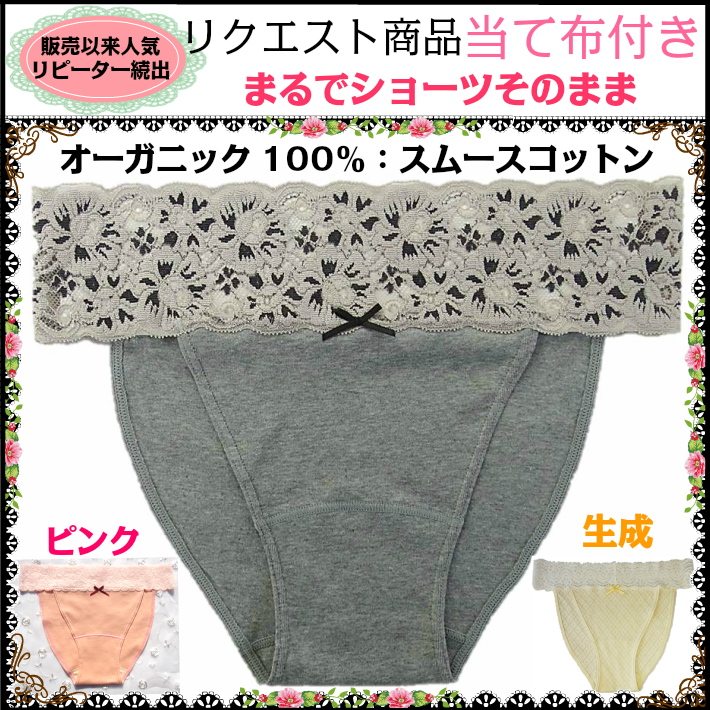 販売以来人気
リピーター続出
リクエスト商品当て布付き
まるでショーツそのまま
オーガニック 100％：スムースコットン
ピンク
生成